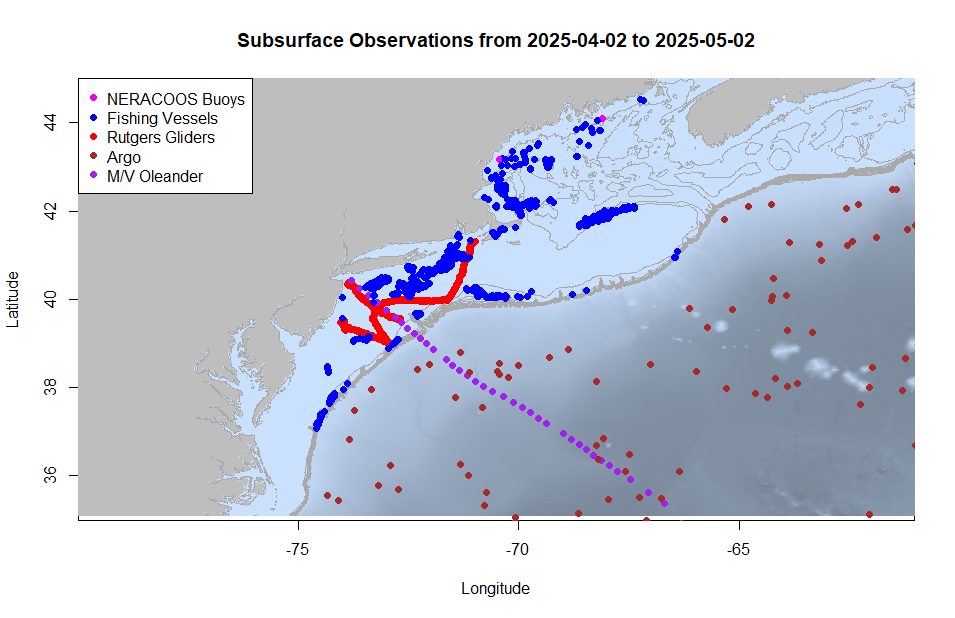 Subsurface Observations from 2025-04-02 to 2025-05-02
NERACOOS Buoys
Fishing Vessels
Rutgers Gliders
Argo
M/V Oleander
Latitude
44
42
40
38
36
-75
-70
-65
Longitude